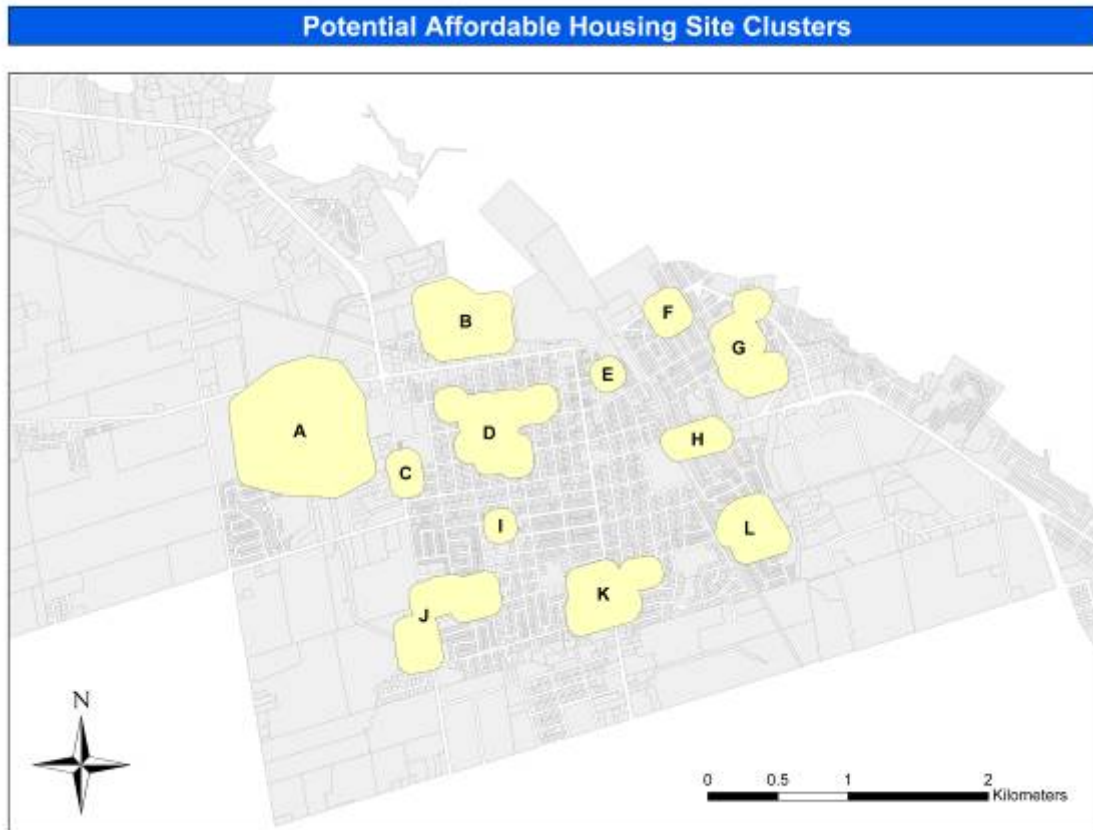 Potential Affordable Housing Site Clusters
F
B
G
E
A
D
H
C
I
L
K
J
N
0 0.5 1 2
Kilometers